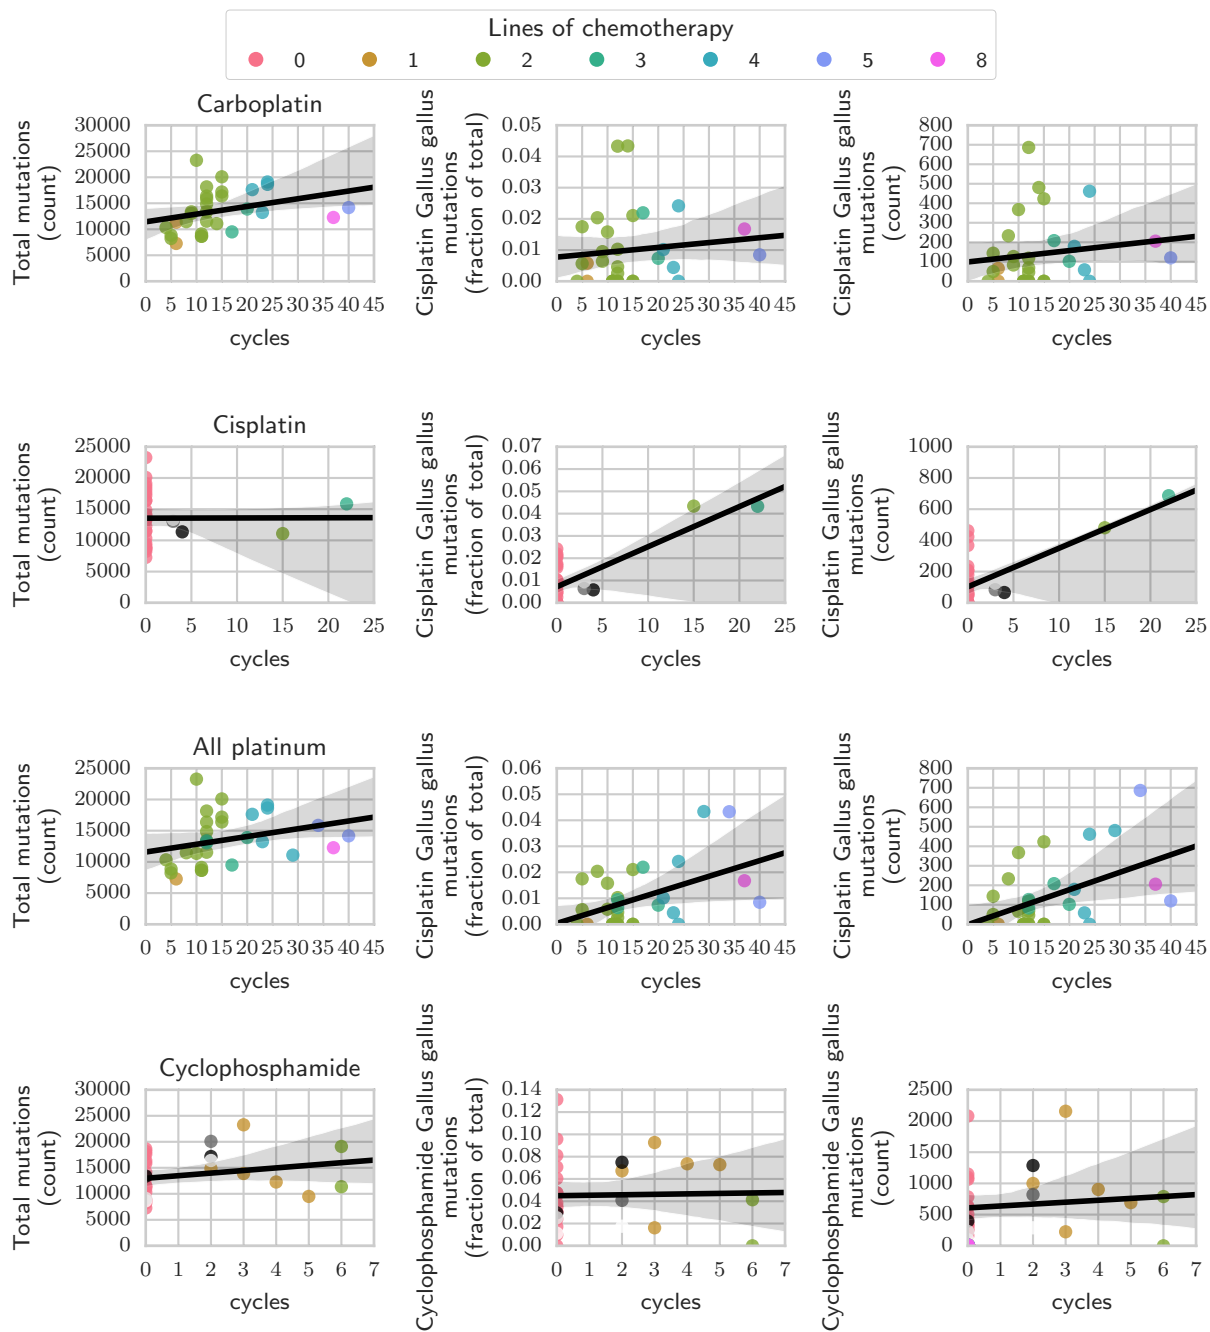 Lines of chemotherapy
0 1 2 3 4 5 8
Carboplatin
Total mutations
(count)
30000
25000
20000
15000
10000
5000
0
0 5 10 15 20 25 30 35 40 45
cycles
Cisplatin Gallus gallus
mutations
(fraction of total)
0.05
0.04
0.03
0.02
0.01
0.00
0 5 10 15 20 25 30 35 40 45
cycles
Cisplatin Gallus gallus
mutations
(count)
800
700
600
500
400
300
200
100
0
0 5 10 15 20 25 30 35 40 45
cycles
Cisplatin
Total mutations
(count)
25000
20000
15000
10000
5000
0
0 5 10 15 20 25
cycles
Cisplatin Gallus gallus
mutations
(fraction of total)
0.07
0.06
0.05
0.04
0.03
0.02
0.01
0.00
0 5 10 15 20 25
cycles
Cisplatin Gallus gallus
mutations
(count)
1000
800
600
400
200
0
0 5 10 15 20 25
cycles
All platinum
Total mutations
(count)
25000
20000
15000
10000
5000
0
0 5 10 15 20 25 30 35 40 45
cycles
Cisplatin Gallus gallus
mutations
(fraction of total)
0.06
0.05
0.04
0.03
0.02
0.01
0.00
0 5 10 15 20 25 30 35 40 45
cycles
Cisplatin Gallus gallus
mutations
(count)
800
700
600
500
400
300
200
100
0
0 5 10 15 20 25 30 35 40 45
cycles
Cyclophosphamide
Total mutations
(count)
30000
25000
20000
15000
10000
5000
0
0 1 2 3 4 5 6 7
cycles
Cyclophosphamide Gallus gallus
mutations
(fraction of total)
0.14
0.12
0.10
0.08
0.06
0.04
0.02
0.00
0 1 2 3 4 5 6 7
cycles
Cyclophosphamide Gallus gallus
mutations
(count)
2500
2000
1500
1000
500
0
0 1 2 3 4 5 6 7
cycles